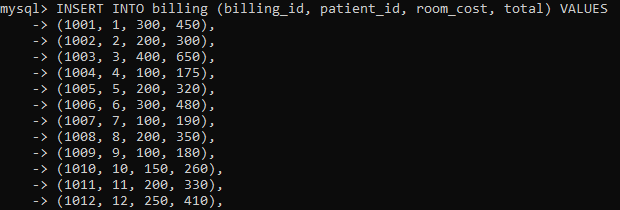 mysql> INSERT INTO billing (billing_id, patient_id, room_cost, total) VALUES
-> (1001, 1, 300, 450),
-> (1002, 2, 200, 300),
-> (1003, 3, 400, 650),
-> (1004, 4, 100, 175),
-> (1005, 5, 200, 320),
-> (1006, 6, 300, 480),
-> (1007, 7, 100, 190),
-> (1008, 8, 200, 350),
-> (1009, 9, 100, 180),
-> (1010, 10, 150, 260),
-> (1011, 11, 200, 330),
-> (1012, 12, 250, 410),